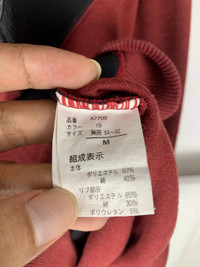 品番 A7700
カラー 15
サイズ 胸囲 84~92
M
組成表示
本体
ポリエステル 60%
綿 40%
リブ部分
ポリエステル 65%
綿 30%
ポリウレタン 5%